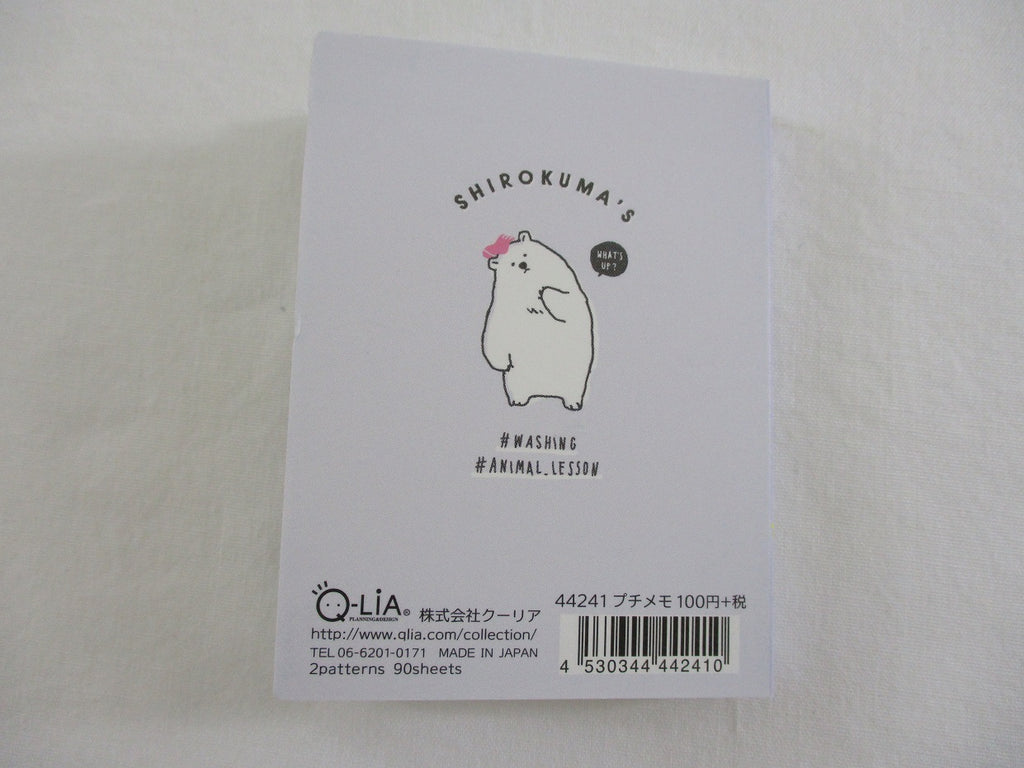 SHIROKUMA'S
WHAT'S
UP?
#WASHING
#ANIMAL_LESSON
Q-LiA® 株式会社クーリア
PLANNING&DESIGN
http://www.qlia.com/collection/
TEL 06-6201-0171 MADE IN JAPAN
2patterns 90sheets
44241 プチメモ 100円+税
4 530344 442410